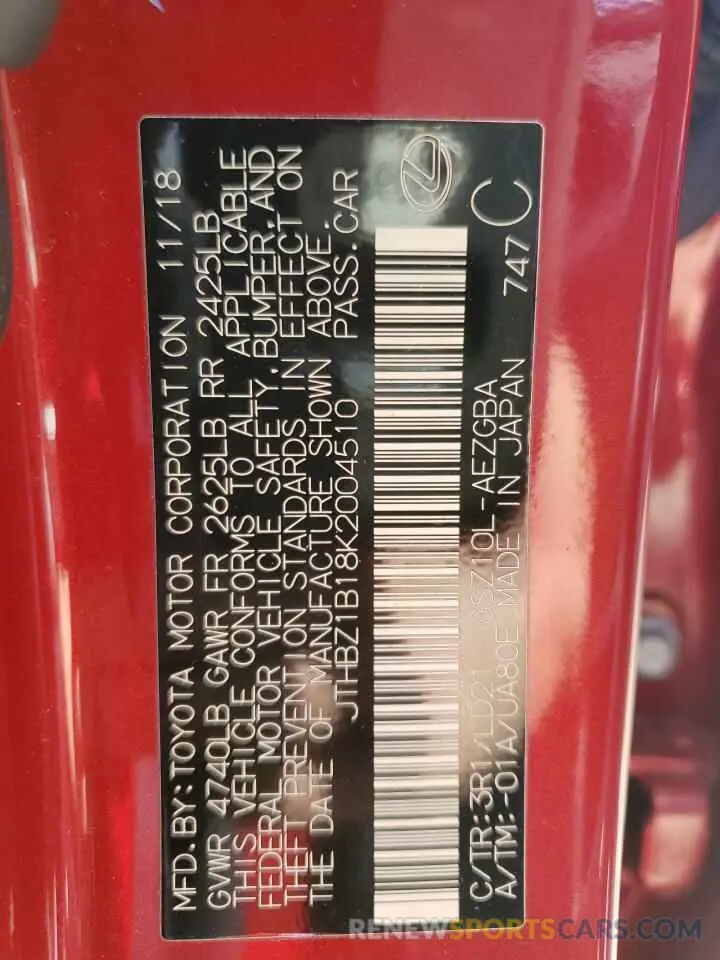 MFD.BY:TOYOTA MOTOR CORPORATION 11/18
GVWR 4740LB GAWR FR 2625LB RR 2425LB
THIS VEHICLE CONFORMS TO ALL APPLICABLE
FEDERAL MOTOR VEHICLE SAFETY,BUMPER,AND
THEFT PREVENTION STANDARDS IN EFFECT ON
THE DATE OF MANUFACTURE SHOWN ABOVE.
JTHBZ1B18K2004510 PASS.CAR
C/TR:3R1/LD21 GSZ10L-AEZGBA
A/TM:-01A/UA80E MADE IN JAPAN
747 C
RENEWSPORTSCARS.COM